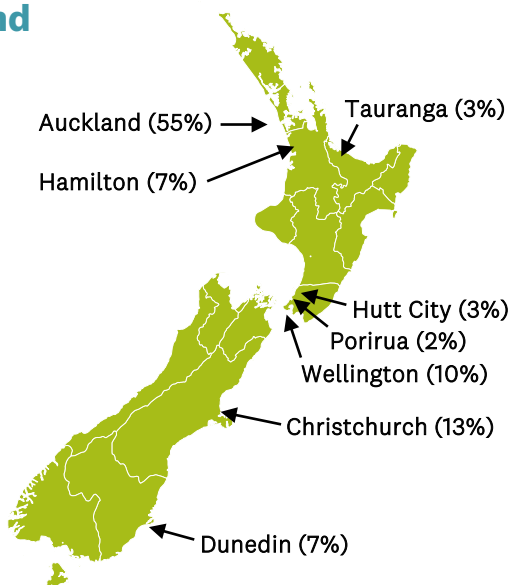 nd
Auckland (55%)
Tauranga (3%)
Hamilton (7%)
Hutt City (3%)
Porirua (2%)
Wellington (10%)
Christchurch (13%)
Dunedin (7%)